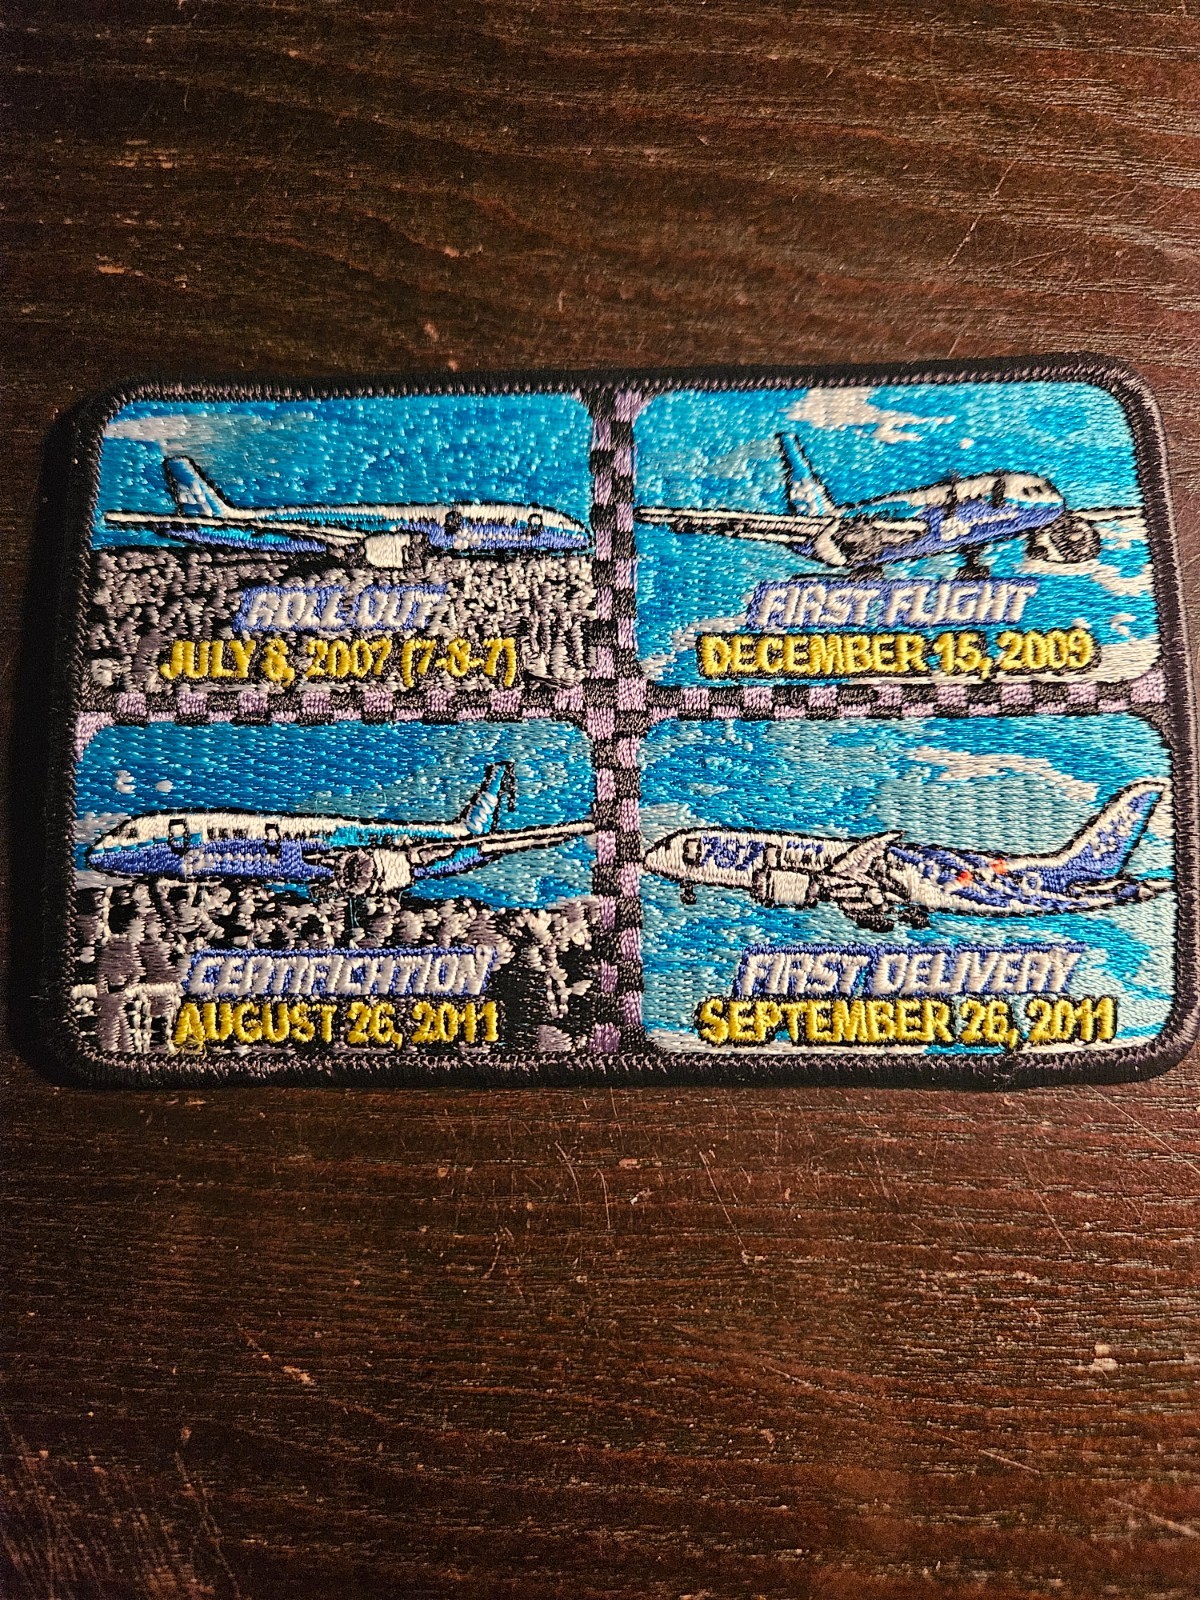 ROLL OUT
JULY 8, 2007 (7-8-7)
FIRST FLIGHT
DECEMBER 15, 2009
CERTIFICATION
AUGUST 26, 2011
787
FIRST DELIVERY
SEPTEMBER 26, 2011